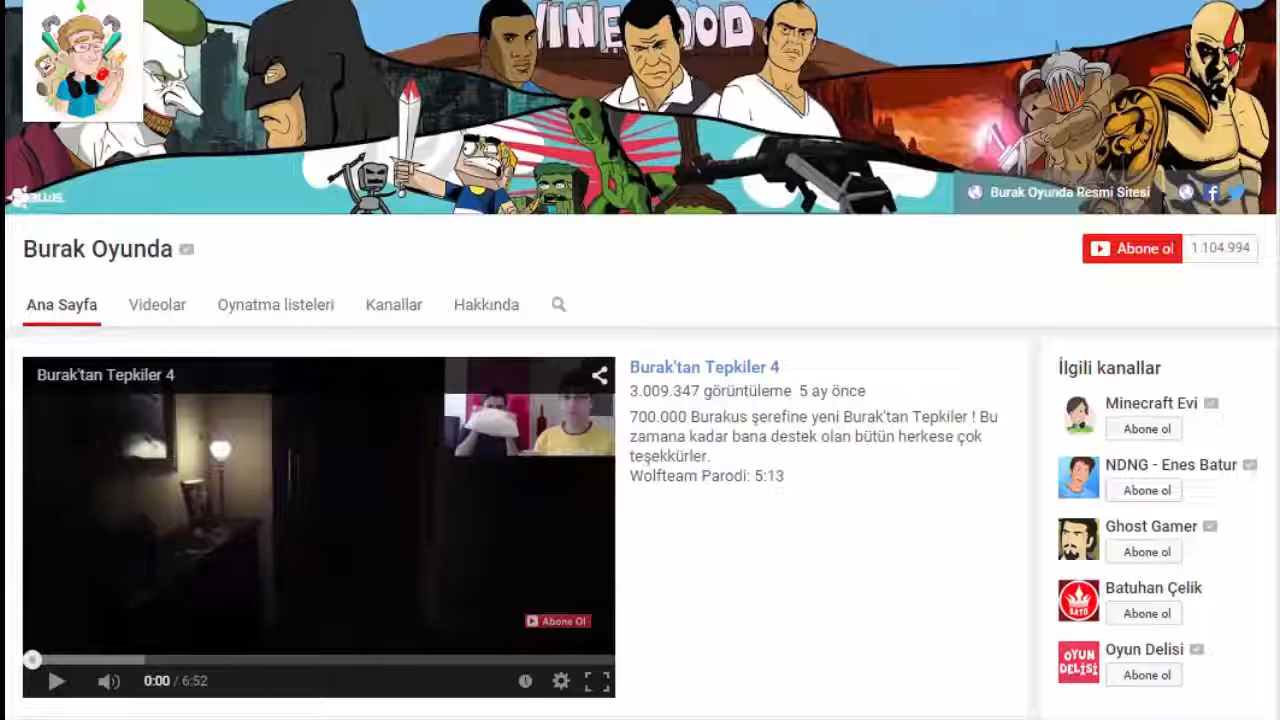 VINEWOOD
Burak Oyunda Resmi Sitesi
Burak Oyunda
Abone ol 1.104.994
Ana Sayfa Videolar Oynatma listeleri Kanallar Hakkında
Burak'tan Tepkiler 4
Abone Ol
0:00 / 6:52
Burak'tan Tepkiler 4
3.009.347 görüntüleme 5 ay önce
700.000 Burakus şerefine yeni Burak'tan Tepkiler ! Bu
zamana kadar bana destek olan bütün herkese çok
teşekkürler.
Wolfteam Parodi: 5:13
İlgili kanallar
Minecraft Evi
Abone ol
NDNG - Enes Batur
Abone ol
Ghost Gamer
Abone ol
BATU
Batuhan Çelik
Abone ol
OYUN
DELİSİ
Oyun Delisi
Abone ol